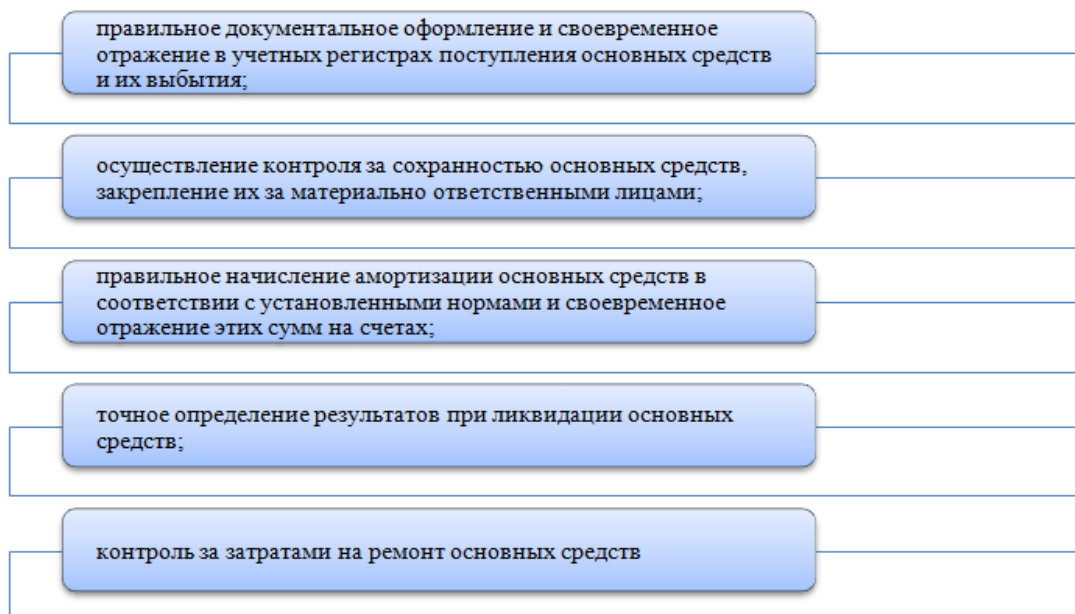 правильное документальное оформление и своевременное
отражение в учетных регистрах поступления основных средств
и их выбытия;
осуществление контроля за сохранностью основных средств,
закрепление их за материально ответственными лицами;
правильное начисление амортизации основных средств в
соответствии с установленными нормами и своевременное
отражение этих сумм на счетах;
точное определение результатов при ликвидации основных
средств;
контроль за затратами на ремонт основных средств